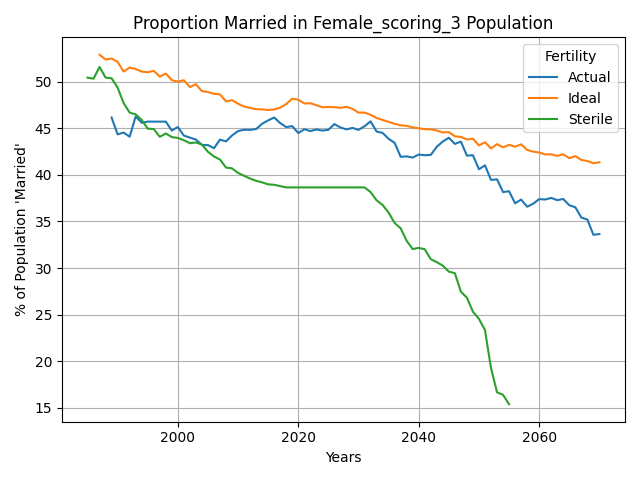 Proportion Married in Female_scoring_3 Population
Fertility
Actual
Ideal
Sterile
% of Population 'Married'
50
45
40
35
30
25
20
15
2000
2020
2040
2060
Years